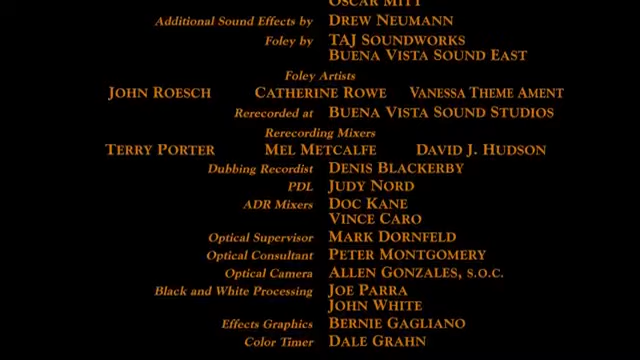 OSCAR MITT
Additional Sound Effects by DREW NEUMANN
Foley by TAJ SOUNDWORKS
BUENA VISTA SOUND EAST
Foley Artists
JOHN ROESCH CATHERINE ROWE VANESSA THEME AMENT
Rerecorded at BUENA VISTA SOUND STUDIOS
Rerecording Mixers
TERRY PORTER MEL METCALFE DAVID J. HUDSON
Dubbing Recordist DENIS BLACKERBY
PDL JUDY NORD
ADR Mixers DOC KANE
VINCE CARO
Optical Supervisor MARK DORNFELD
Optical Consultant PETER MONTGOMERY
Optical Camera ALLEN GONZALES, S.O.C.
Black and White Processing JOE PARRA
JOHN WHITE
Effects Graphics BERNIE GAGLIANO
Color Timer DALE GRAHN